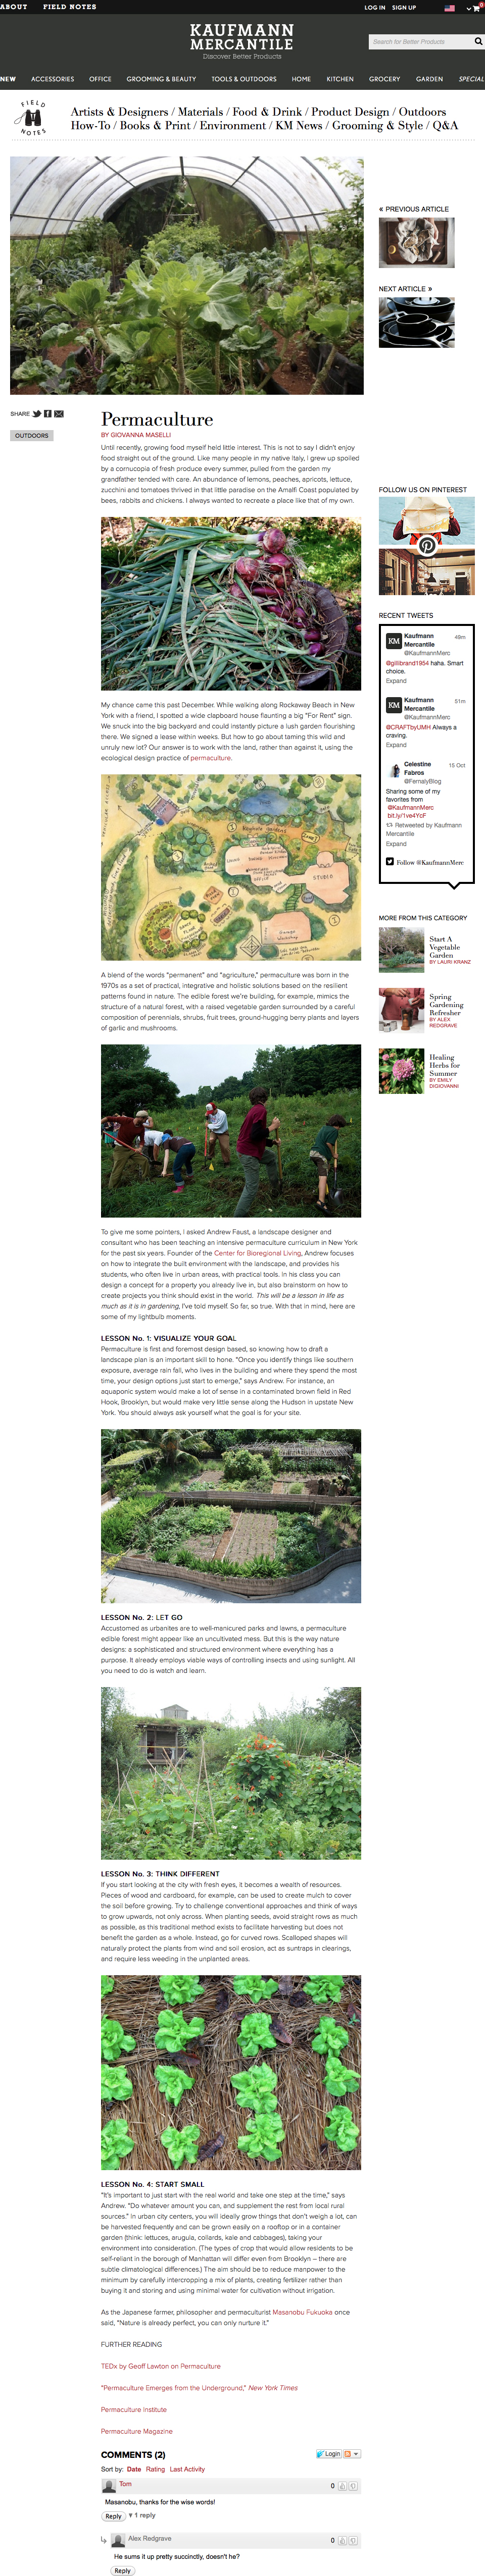 ABOUT FIELD NOTES LOG IN SIGN UP 0
KAUFMANN
MERCANTILE
Discover Better Products
Search for Better Products
NEW ACCESSORIES OFFICE GROOMING & BEAUTY TOOLS & OUTDOORS HOME KITCHEN GROCERY GARDEN SPECIAL
FIELD
NOTES
Artists & Designers / Materials / Food & Drink / Product Design / Outdoors
How-To / Books & Print / Environment / KM News / Grooming & Style / Q&A
« PREVIOUS ARTICLE
NEXT ARTICLE »
SHARE
OUTDOORS
Permaculture
BY GIOVANNA MASELLI
Until recently, growing food myself held little interest. This is not to say I didn't enjoy
food straight out of the ground. Like many people in my native Italy, I grew up spoiled
by a cornucopia of fresh produce every summer, pulled from the garden my
grandfather tended with care. An abundance of lemons, peaches, apricots, lettuce,
zucchini and tomatoes thrived in that little paradise on the Amalfi Coast populated by
bees, rabbits and chickens. I always wanted to recreate a place like that of my own.
My chance came this past December. While walking along Rockaway Beach in New
York with a friend, I spotted a wide clapboard house flaunting a big "For Rent" sign.
We snuck into the big backyard and could instantly picture a lush garden flourishing
there. We signed a lease within weeks. But how to go about taming this wild and
unruly new lot? Our answer is to work with the land, rather than against it, using the
ecological design practice of permaculture.
STUDIO
A blend of the words "permanent" and "agriculture," permaculture was born in the
1970s as a set of practical, integrative and holistic solutions based on the resilient
patterns found in nature. The edible forest we're building, for example, mimics the
structure of a natural forest, with a raised vegetable garden surrounded by a careful
composition of perennials, shrubs, fruit trees, ground-hugging berry plants and layers
of garlic and mushrooms.
To give me some pointers, I asked Andrew Faust, a landscape designer and
consultant who has been teaching an intensive permaculture curriculum in New York
for the past six years. Founder of the Center for Bioregional Living, Andrew focuses
on how to integrate the built environment with the landscape, and provides his
students, who often live in urban areas, with practical tools. In his class you can
design a concept for a property you already live in, but also brainstorm on how to
create projects you think should exist in the world. This will be a lesson in life as
much as it is in gardening, I've told myself. So far, so true. With that in mind, here are
some of my lightbulb moments.
LESSON No. 1: VISUALIZE YOUR GOAL
Permaculture is first and foremost design based, so knowing how to draft a
landscape plan is an important skill to hone. "Once you identify things like southern
exposure, average rain fall, who lives in the building and where they spend the most
time, your design options just start to emerge," says Andrew. For instance, an
aquaponic system would make a lot of sense in a contaminated brown field in Red
Hook, Brooklyn, but would make very little sense along the Hudson in upstate New
York. You should always ask yourself what the goal is for your site.
LESSON No. 2: LET GO
Accustomed as urbanites are to well-manicured parks and lawns, a permaculture
edible forest might appear like an uncultivated mess. But this is the way nature
designs: a sophisticated and structured environment where everything has a
purpose. It already employs viable ways of controlling insects and using sunlight. All
you need to do is watch and learn.
LESSON No. 3: THINK DIFFERENT
If you start looking at the city with fresh eyes, it becomes a wealth of resources.
Pieces of wood and cardboard, for example, can be used to create mulch to cover
the soil before growing. Try to challenge conventional approaches and think of ways
to grow upwards, not only across. When planting seeds, avoid straight rows as much
as possible, as this traditional method exists to facilitate harvesting but does not
benefit the garden as a whole. Instead, go for curved rows. Scalloped shapes will
naturally protect the plants from wind and soil erosion, act as suntraps in clearings,
and require less weeding in the unplanted areas.
LESSON No. 4: START SMALL
"It's important to just start with the real world and take one step at the time," says
Andrew. "Do whatever amount you can, and supplement the rest from local rural
sources." In urban city centers, you will ideally grow things that don't weigh a lot, can
be harvested frequently and can be grown easily on a rooftop or in a container
garden (think: lettuces, arugula, collards, kale and cabbages), taking your
environment into consideration. (The types of crop that would allow residents to be
self-reliant in the borough of Manhattan will differ even from Brooklyn – there are
subtle climatological differences.) The aim should be to reduce manpower to the
minimum by carefully intercropping a mix of plants, creating fertilizer rather than
buying it and storing and using minimal water for cultivation without irrigation.
As the Japanese farmer, philosopher and permaculturist Masanobu Fukuoka once
said, "Nature is already perfect, you can only nurture it."
FURTHER READING
TEDx by Geoff Lawton on Permaculture
"Permaculture Emerges from the Underground," New York Times
Permaculture Institute
Permaculture Magazine
COMMENTS (2)
Login
Sort by: Date Rating Last Activity
Tom 0
Masanobu, thanks for the wise words!
Reply 1 reply
Alex Redgrave 0
He sums it up pretty succinctly, doesn't he?
Reply
FOLLOW US ON PINTEREST
RECENT TWEETS
KM Kaufmann Mercantile 49m
@KaufmannMerc
@gillibrand1954 haha. Smart
choice.
Expand
KM Kaufmann Mercantile 51m
@KaufmannMerc
@CRAFTbyUMH Always a
craving.
Expand
Celestine Fabros 15 Oct
@FernalyBlog
Sharing some of my
favorites from
@KaufmannMerc
bit.ly/1ve4YcF
Retweeted by Kaufmann
Mercantile
Expand
Follow @KaufmannMerc
MORE FROM THIS CATEGORY
Start A
Vegetable
Garden
BY LAURI KRANZ
Spring
Gardening
Refresher
BY ALEX
REDGRAVE
Healing
Herbs for
Summer
BY EMILY
DIGIOVANNI